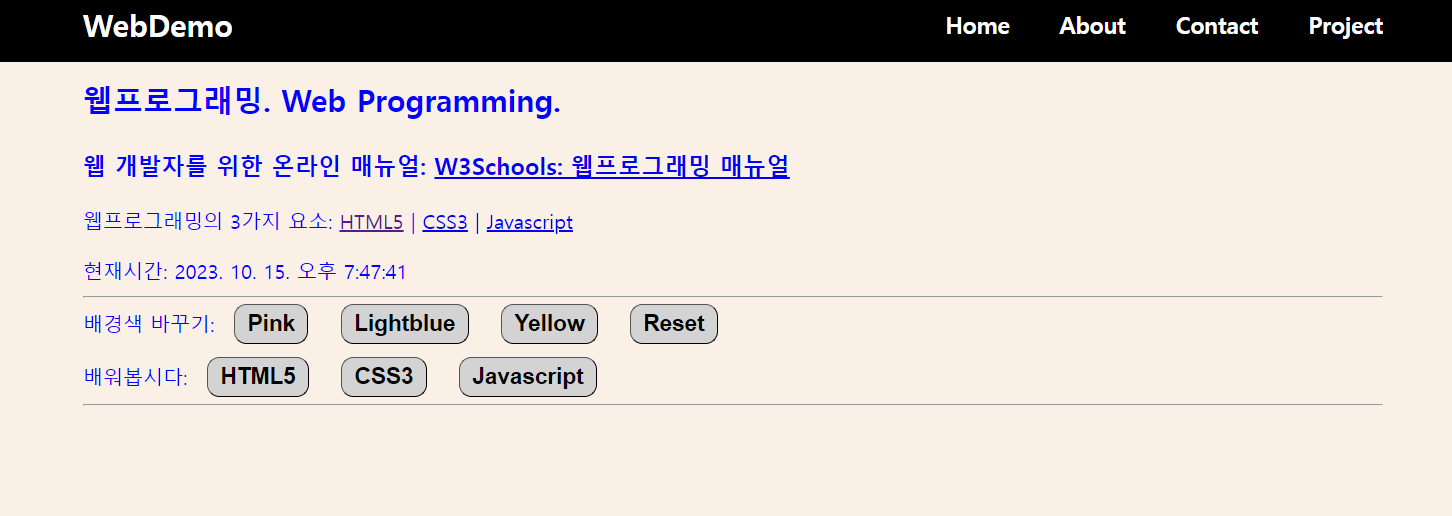 WebDemo Home About Contact Project
웹프로그래밍. Web Programming.
웹 개발자를 위한 온라인 매뉴얼: W3Schools: 웹프로그래밍 매뉴얼
웹프로그래밍의 3가지 요소: HTML5 | CSS3 | Javascript
현재시간: 2023. 10. 15. 오후 7:47:41
배경색 바꾸기: Pink Lightblue Yellow Reset
배워봅시다: HTML5 CSS3 Javascript